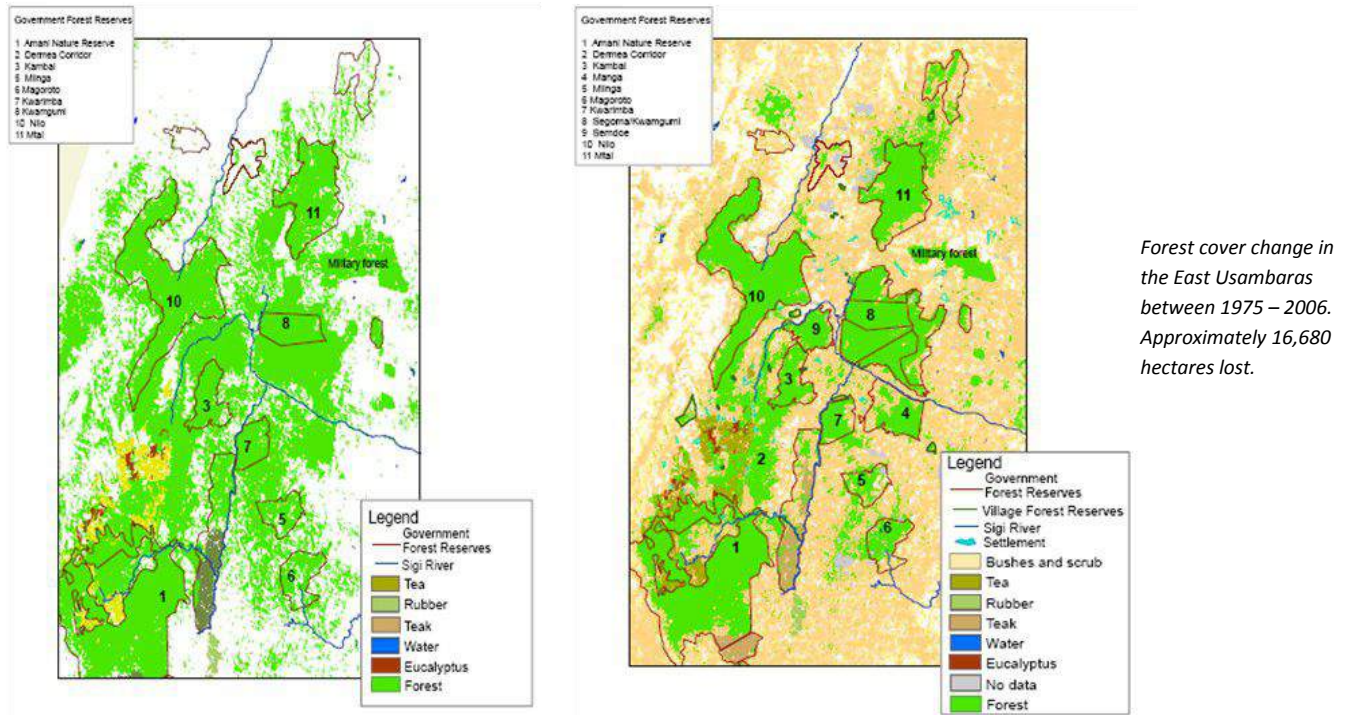 Government Forest Reserves
1 Amani Nature Reserve
2 Dermea Corridor
3 Kambai
5 Mlinga
6 Magoroto
7 Kwarimba
8 Kwamgumi
10 Nilo
11 Mtai
11
Military forest
10
8
3
7
5
6
1
Legend
Government
Forest Reserves
Sigi River
Tea
Rubber
Teak
Water
Eucalyptus
Forest
Government Forest Reserves
1 Amani Nature Reserve
2 Dermea Corridor
3 Kambai
4 Manga
5 Mlinga
6 Magoroto
7 Kwarimba
8 Segoma/Kwamgumi
9 Semdoe
10 Nilo
11 Mtai
11
Military forest
10
8
9
3
7
4
2
5
6
1
Legend
Government
Forest Reserves
Village Forest Reserves
Sigi River
Settlement
Bushes and scrub
Tea
Rubber
Teak
Water
Eucalyptus
No data
Forest
Forest cover change in
the East Usambaras
between 1975 – 2006.
Approximately 16,680
hectares lost.